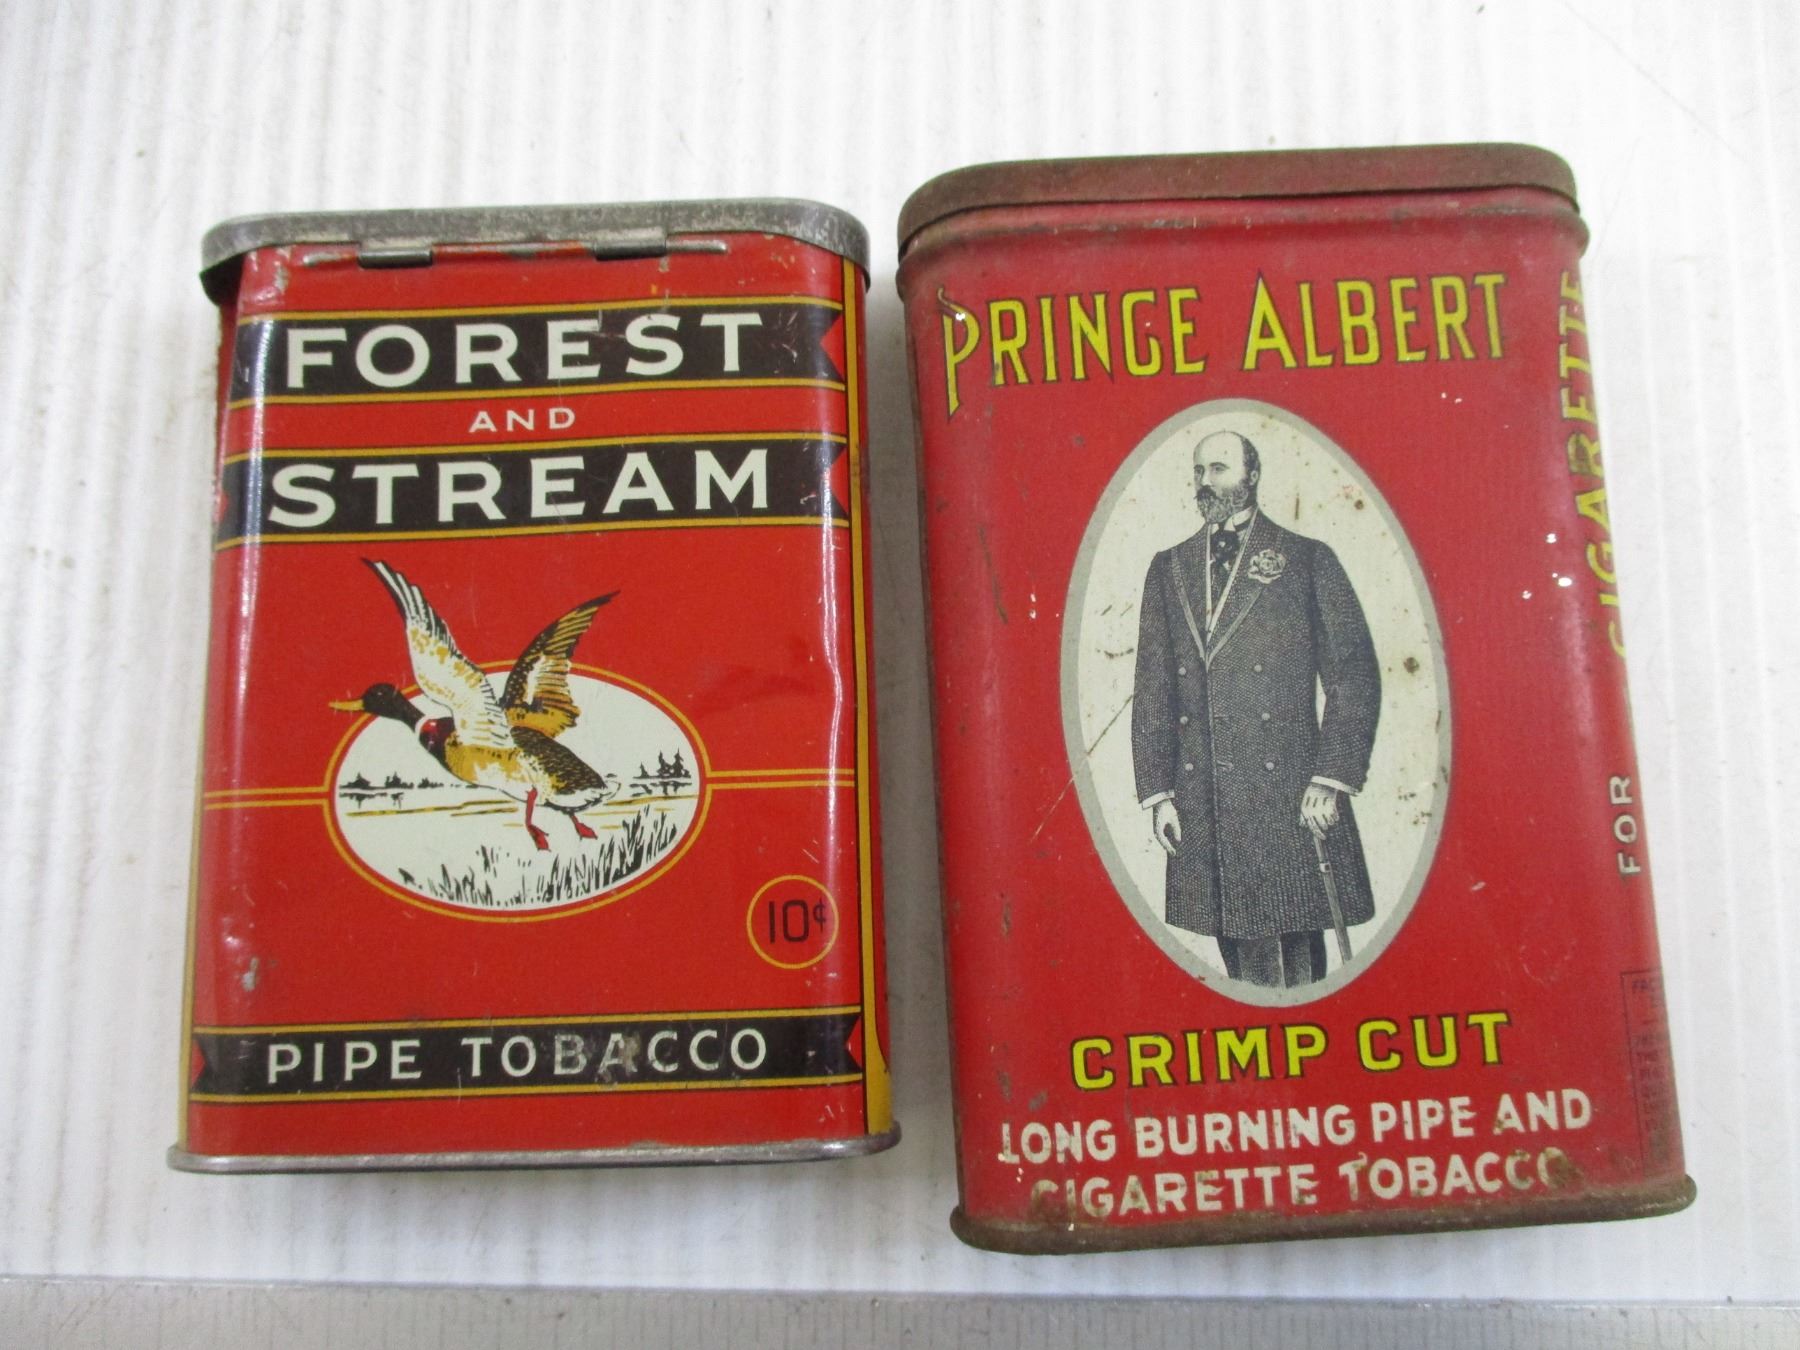 FOREST
AND
STREAM
10¢
PIPE TOBACCO
PRINCE ALBERT
CRIMP CUT
LONG BURNING PIPE AND
CIGARETTE TOBACCO
FOR CIGARETTE